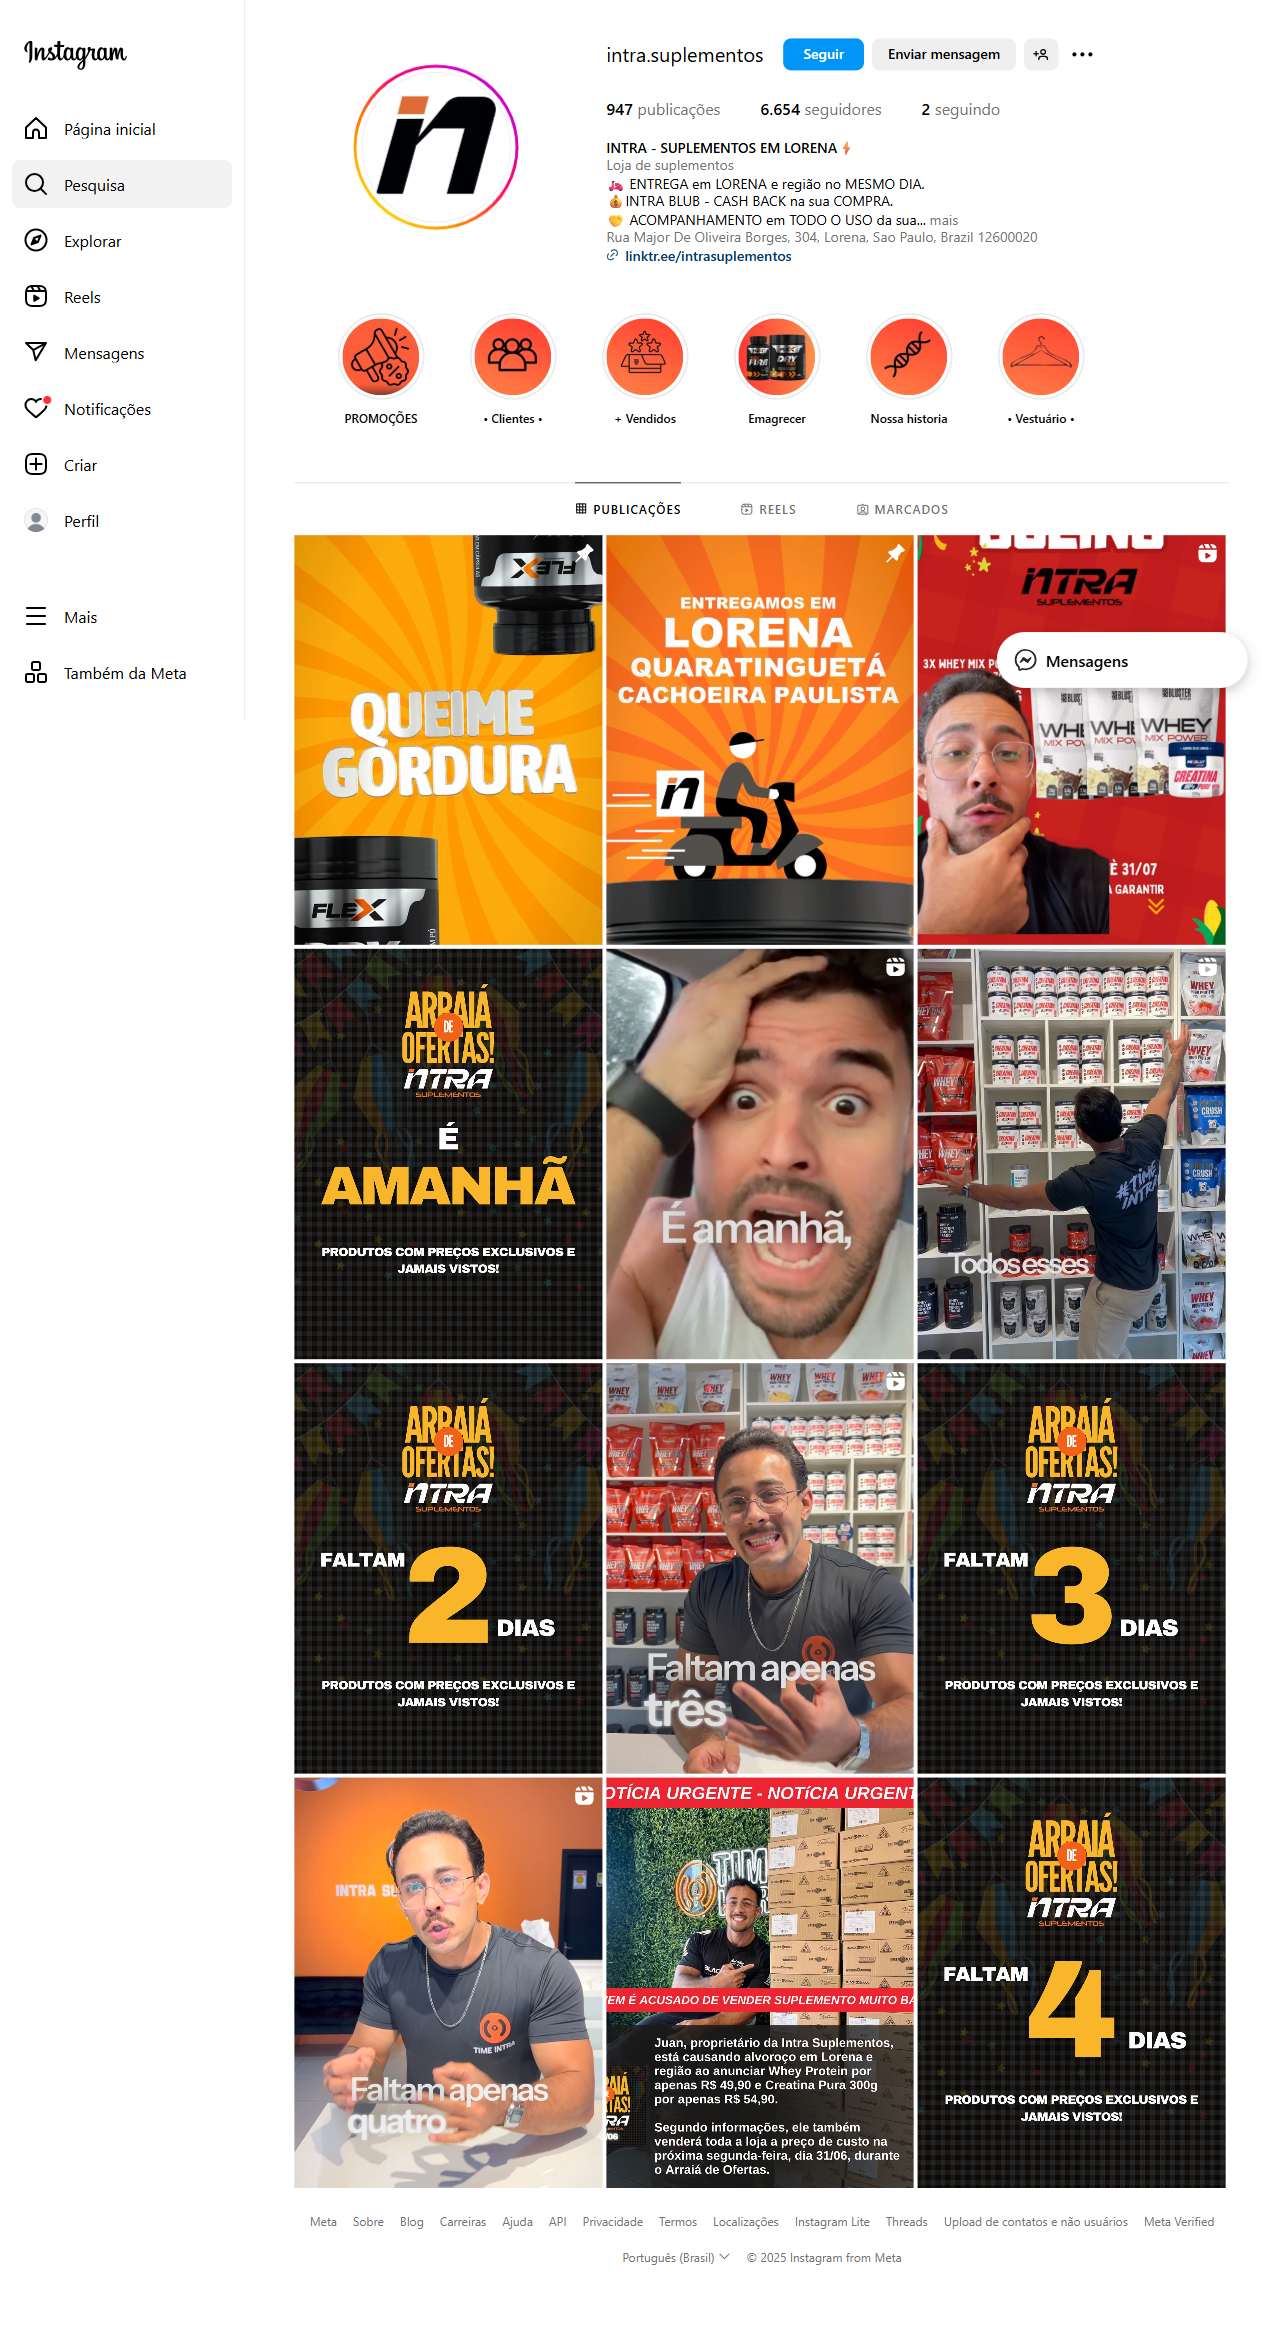 Instagram
Página inicial
Pesquisa
Explorar
Reels
Mensagens
Notificações
Criar
Perfil
Mais
Também da Meta
intra.suplementos
Seguir
Enviar mensagem
947 publicações
6.654 seguidores
2 seguindo
INTRA - SUPLEMENTOS EM LORENA
Loja de suplementos
ENTREGA em LORENA e região no MESMO DIA.
INTRA BLUB - CASH BACK na sua COMPRA.
ACOMPANHAMENTO em TODO O USO da sua... mais
Rua Major De Oliveira Borges, 304, Lorena, Sao Paulo, Brazil 12600020
linktr.ee/intrasuplementos
PROMOÇÕES
• Clientes •
+ Vendidos
Emagrecer
Nossa historia
• Vestuário •
PUBLICAÇÕES
REELS
MARCADOS
FLEX
QUEIME
GORDURA
FLEX
ENTREGAMOS EM
LORENA
QUARATINGUETÁ
CACHOEIRA PAULISTA
in
INTRA
SUPLEMENTOS
3X WHEY MIX
Mensagens
WHEY
MIX POWER
CREATINA
31/07
A GARANTIR
ARRAIÁ
DE
OFERTAS!
INTRA
SUPLEMENTOS
É
AMANHÃ
PRODUTOS COM PREÇOS EXCLUSIVOS E
JAMAIS VISTOS!
É amanhã,
WHEY
CRUSH
#TIME
INTRA
Todos esses
ARRAIÁ
DE
OFERTAS!
INTRA
SUPLEMENTOS
FALTAM 2 DIAS
PRODUTOS COM PREÇOS EXCLUSIVOS E
JAMAIS VISTOS!
WHEY
Faltam apenas
três
ARRAIÁ
DE
OFERTAS!
INTRA
SUPLEMENTOS
FALTAM 3 DIAS
PRODUTOS COM PREÇOS EXCLUSIVOS E
JAMAIS VISTOS!
INTRA SU
TIME INTRA
Faltam apenas
quatro
OTÍCIA URGENTE - NOTÍCIA URGENT
TIM
VEM É ACUSADO DE VENDER SUPLEMENTO MUITO BA
Juan, proprietário da Intra Suplementos,
está causando alvoroço em Lorena e
região ao anunciar Whey Protein por
apenas R$ 49,90 e Creatina Pura 300g
por apenas R$ 54,90.
Segundo informações, ele também
venderá toda a loja a preço de custo na
próxima segunda-feira, dia 31/06, durante
o Arraiá de Ofertas.
ARRAIÁ
DE
OFERTAS!
INTRA
SUPLEMENTOS
FALTAM 4 DIAS
PRODUTOS COM PREÇOS EXCLUSIVOS E
JAMAIS VISTOS!
Meta Sobre Blog Carreiras Ajuda API Privacidade Termos Localizações Instagram Lite Threads Upload de contatos e não usuários Meta Verified
Português (Brasil) © 2025 Instagram from Meta